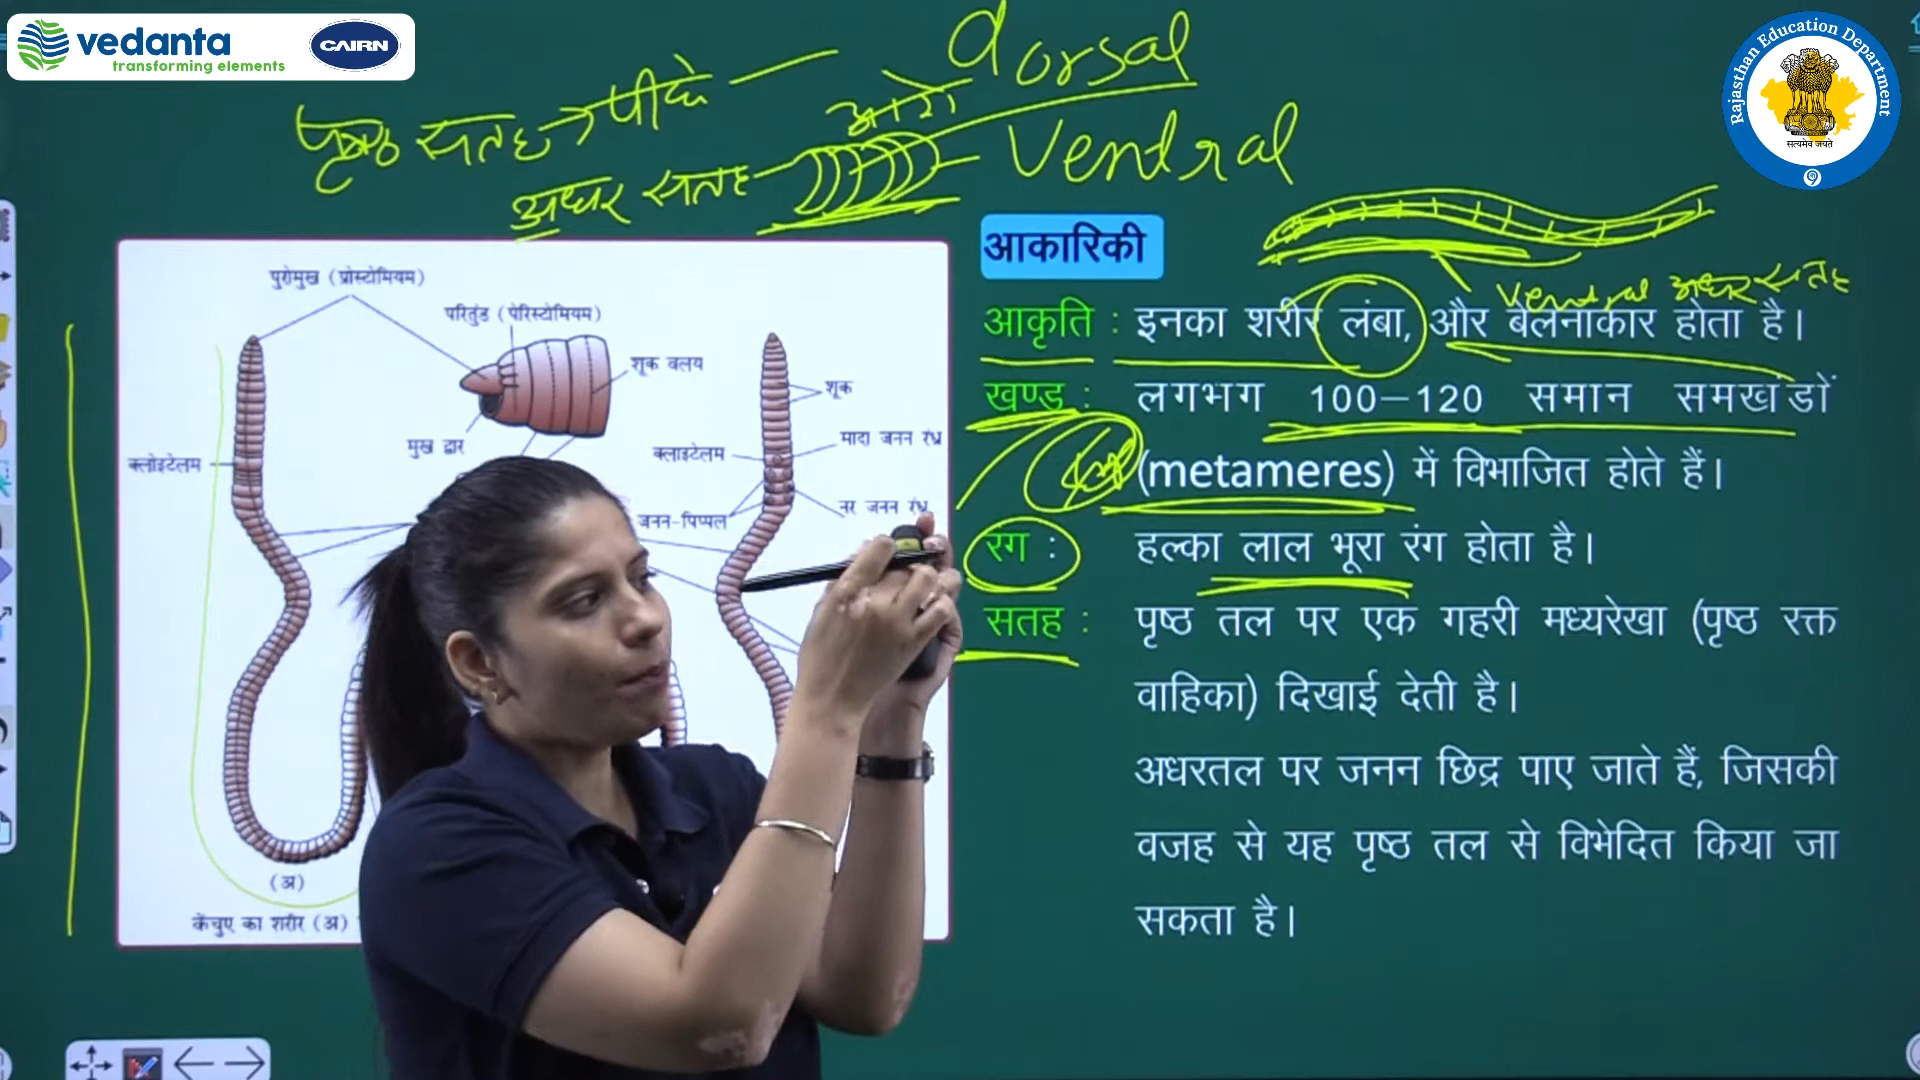 vedanta
transforming elements
CAIRN
Rajasthan Education Department
सत्यमेव जयते
dorsal
पृष्ठ सतह → पीछे —
आगे
अधर सतह — Ventral
आकारिकी
Ventral अधर सतह
आकृति : इनका शरीर लंबा, और बेलनाकार होता है।
खण्ड : लगभग 100–120 समान समखंडों
(metameres) में विभाजित होते हैं।
रंग : हल्का लाल भूरा रंग होता है।
सतह : पृष्ठ तल पर एक गहरी मध्यरेखा (पृष्ठ रक्त
वाहिका) दिखाई देती है।
अधरतल पर जनन छिद्र पाए जाते हैं, जिसकी
वजह से यह पृष्ठ तल से विभेदित किया जा
सकता है।
पुरोमुख (प्रोस्टोमियम)
परितुंड (पेरिस्टोमियम)
शूक वलय
शूक
मुख द्वार
मादा जनन रंध्र
क्लाइटेलम
क्लोइटेलम
नर जनन रंध्र
जनन-पिप्पल
(अ)
केंचुए का शरीर (अ)